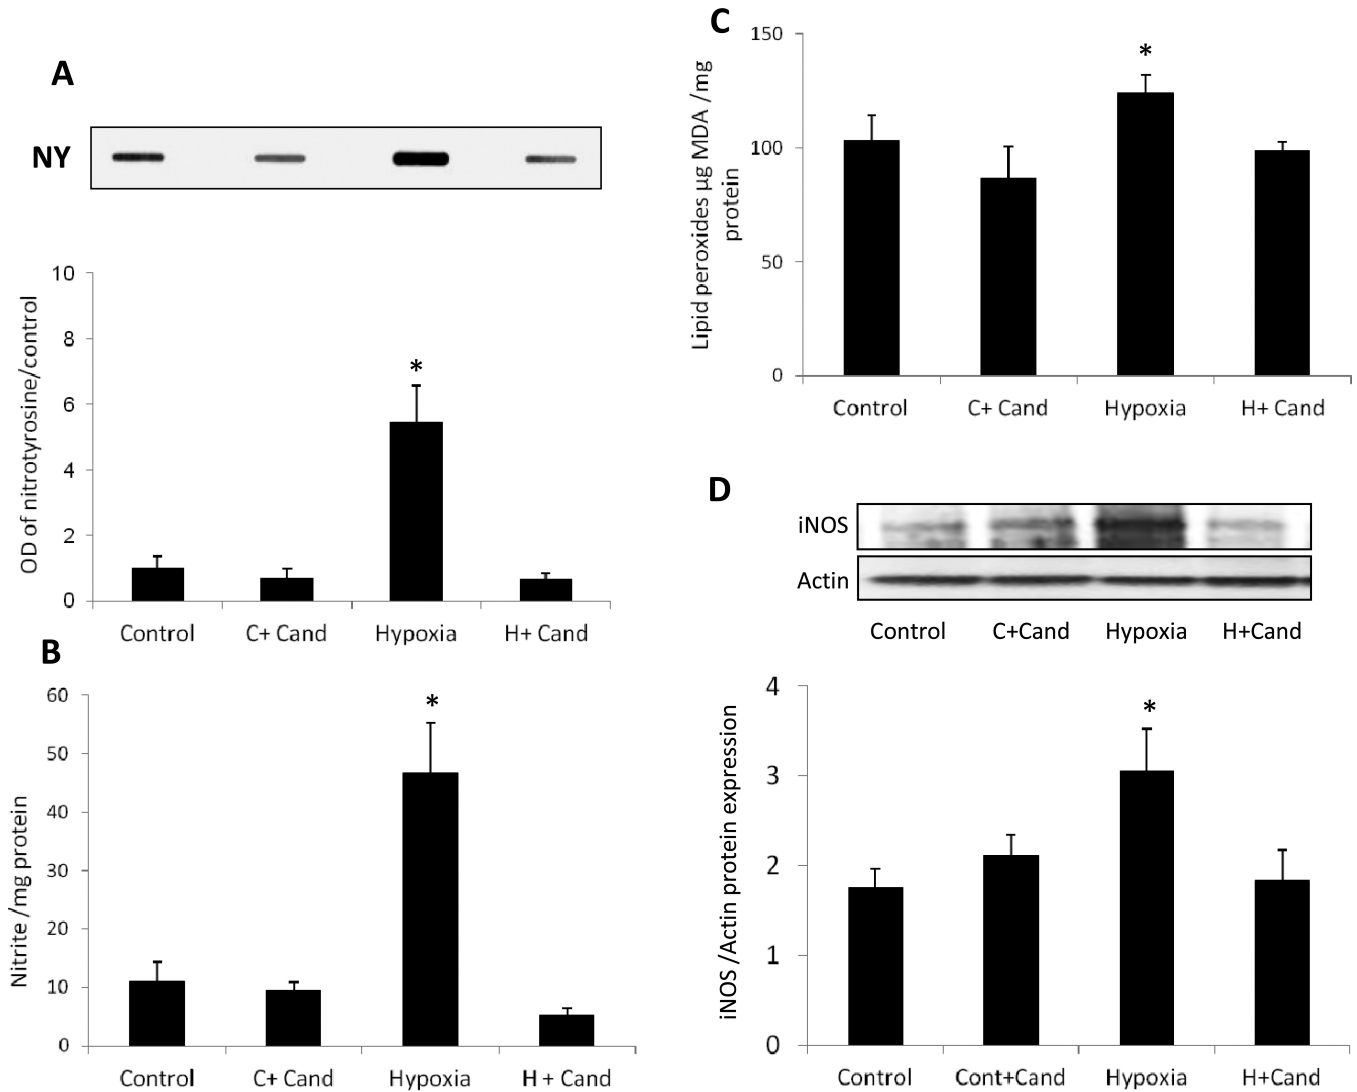 A
NY
OD of nitrotyrosine/control
10
8
6
4
2
0
*
Control C+ Cand Hypoxia H+ Cand
B
Nitrite /mg protein
60
50
40
30
20
10
0
*
Control C+ Cand Hypoxia H + Cand
C
Lipid peroxides µg MDA /mg
protein
150
100
50
0
*
Control C+ Cand Hypoxia H+ Cand
D
iNOS
Actin
Control C+Cand Hypoxia H+Cand
iNOS /Actin protein expression
4
3
2
1
0
*
Control Cont+Cand Hypoxia H+Cand